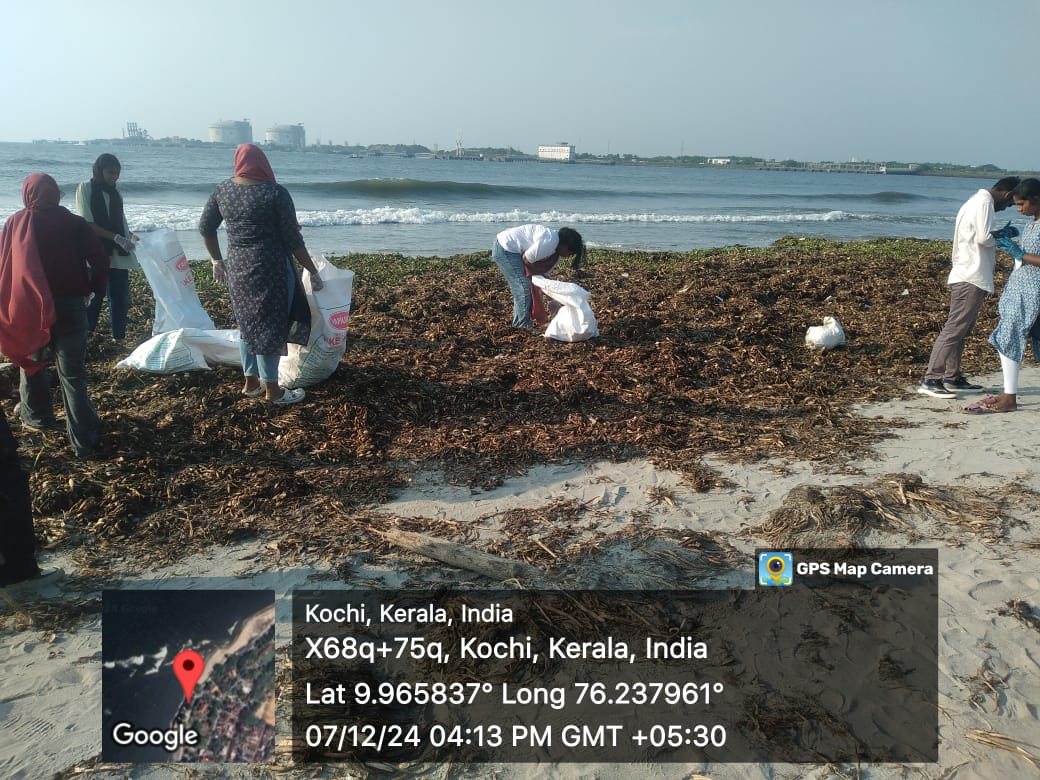 GPS Map Camera
Kochi, Kerala, India
X68q+75q, Kochi, Kerala, India
Lat 9.965837° Long 76.237961°
07/12/24 04:13 PM GMT +05:30
Google